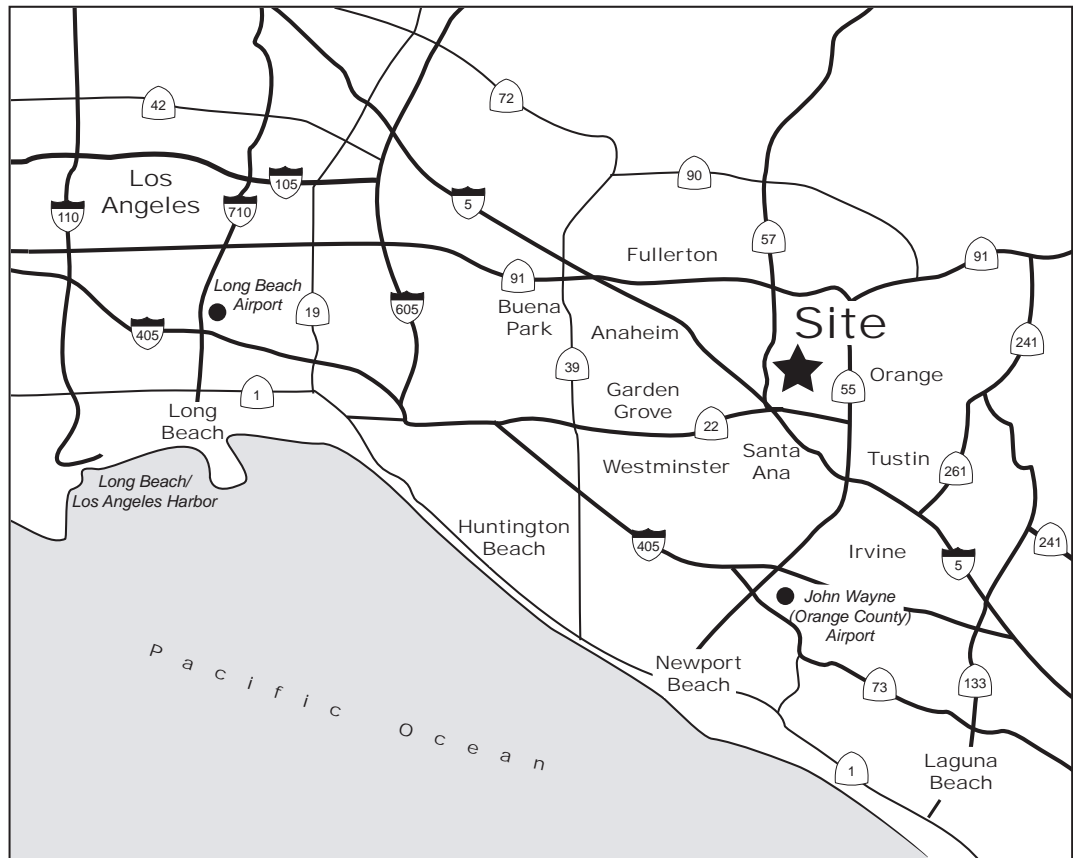 72
42
90
105
Los
Angeles
5
110
710
57
Fullerton
91
91
Long Beach
Airport
19
605
Buena
Park
Anaheim
Site
405
241
39
Orange
55
1
Garden
Grove
Long
Beach
22
Santa
Ana
Tustin
Westminster
261
Long Beach/
Los Angeles Harbor
Huntington
Beach
405
Irvine
241
5
John Wayne
(Orange County)
Airport
Pacific Ocean
Newport
Beach
73
133
1
Laguna
Beach